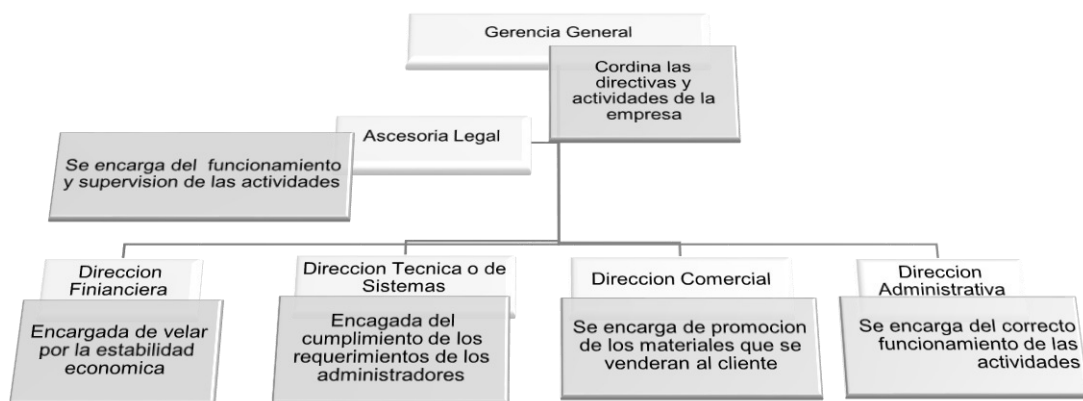 Gerencia General
Cordina las
directivas y
actividades de la
empresa
Ascesoria Legal
Se encarga del funcionamiento
y supervision de las actividades
Direccion
Finianciera
Encargada de velar
por la estabilidad
economica
Direccion Tecnica o de
Sistemas
Encagada del
cumplimiento de los
requerimientos de los
administradores
Direccion Comercial
Se encarga de promocion
de los materiales que se
venderan al cliente
Direccion
Administrativa
Se encarga del correcto
funcionamiento de las
actividades